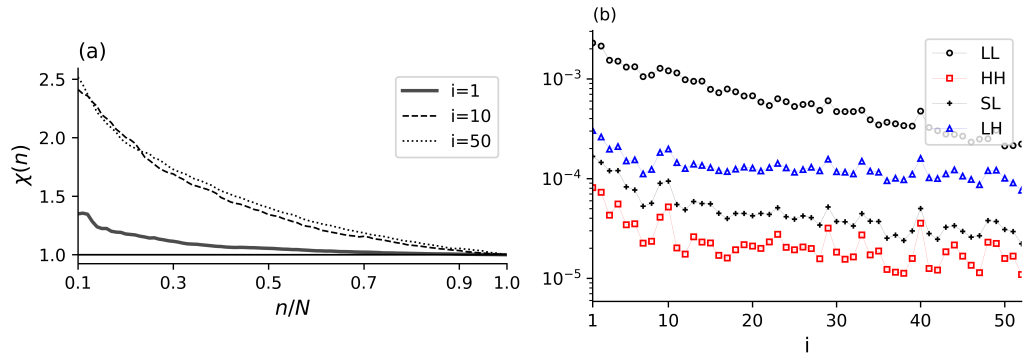 (a)
2.5
2.0
1.5
1.0
χ(n)
0.1 0.3 0.5 0.7 0.9 1.0
n/N
i=1
i=10
i=50
(b)
10⁻³
10⁻⁴
10⁻⁵
1 10 20 30 40 50
i
LL
HH
SL
LH